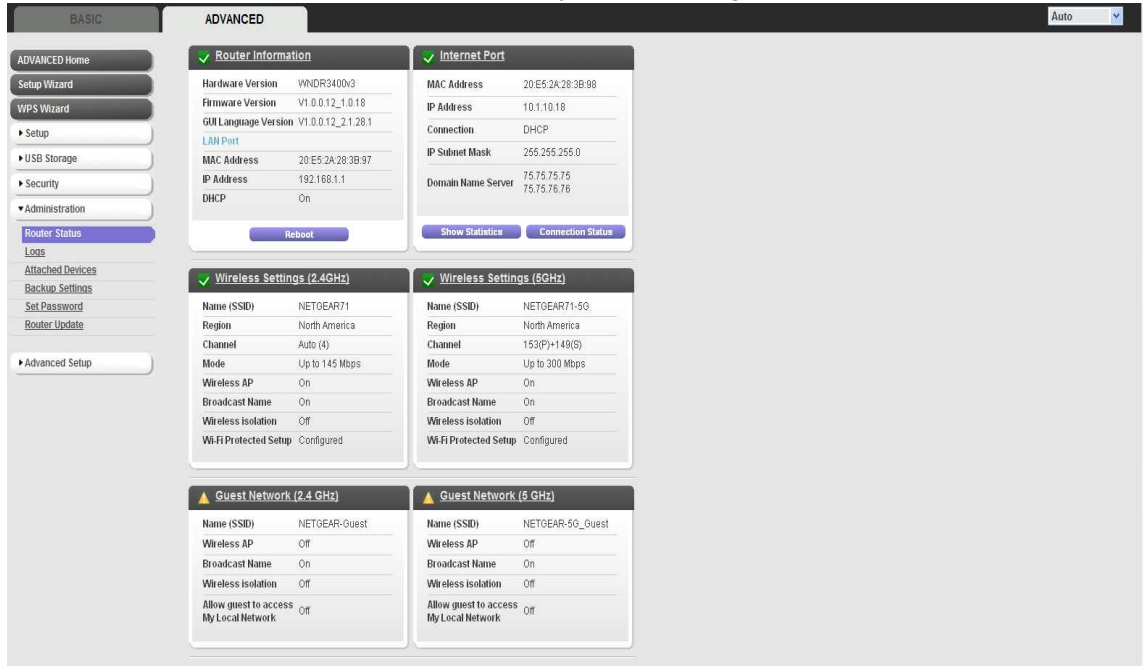 BASIC
ADVANCED
Auto
ADVANCED Home
Setup Wizard
WPS Wizard
Setup
USB Storage
Security
Administration
Router Status
Logs
Attached Devices
Backup Settings
Set Password
Router Update
Advanced Setup
Router Information
Hardware Version WNDR3400v3
Firmware Version V1.0.0.12_1.0.18
GUI Language Version V1.0.0.12_2.1.28.1
LAN Port
MAC Address 20:E5:2A:28:3B:97
IP Address 192.168.1.1
DHCP On
Reboot
Internet Port
MAC Address 20:E5:2A:28:3B:98
IP Address 10.1.10.18
Connection DHCP
IP Subnet Mask 255.255.255.0
Domain Name Server 75.75.75.75
75.75.76.76
Show Statistics Connection Status
Wireless Settings (2.4GHz)
Name (SSID) NETGEAR71
Region North America
Channel Auto (4)
Mode Up to 145 Mbps
Wireless AP On
Broadcast Name On
Wireless isolation Off
Wi-Fi Protected Setup Configured
Wireless Settings (5GHz)
Name (SSID) NETGEAR71-5G
Region North America
Channel 153(P)+149(S)
Mode Up to 300 Mbps
Wireless AP On
Broadcast Name On
Wireless isolation Off
Wi-Fi Protected Setup Configured
Guest Network (2.4 GHz)
Name (SSID) NETGEAR-Guest
Wireless AP Off
Broadcast Name On
Wireless isolation Off
Allow guest to access
My Local Network Off
Guest Network (5 GHz)
Name (SSID) NETGEAR-5G_Guest
Wireless AP Off
Broadcast Name On
Wireless isolation Off
Allow guest to access
My Local Network Off